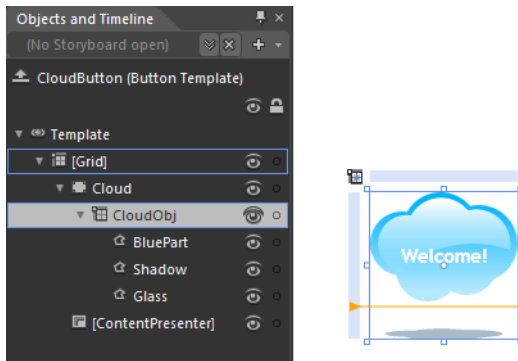 Objects and Timeline
(No Storyboard open)
CloudButton (Button Template)
Template
[Grid]
Cloud
CloudObj
BluePart
Shadow
Glass
[ContentPresenter]
Welcome!